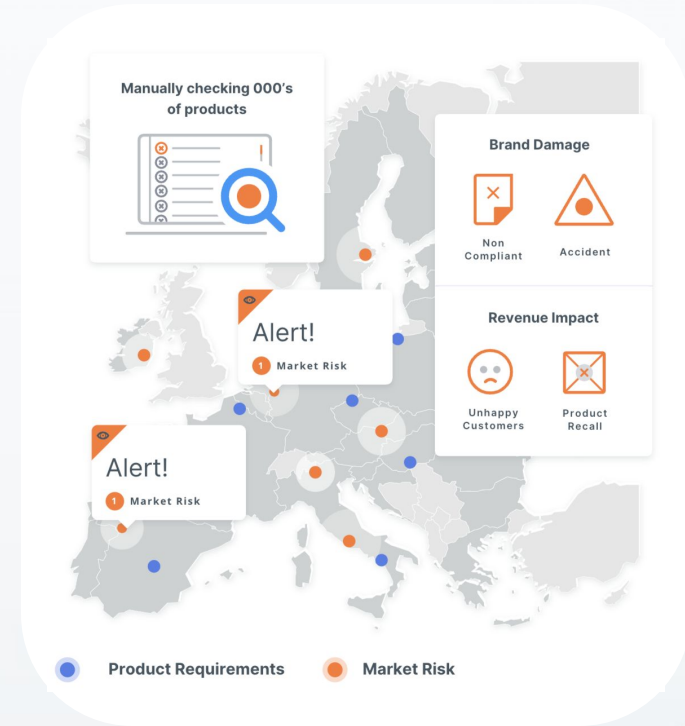 Manually checking 000's
of products
Brand Damage
Non
Compliant
Accident
Revenue Impact
Unhappy
Customers
Product
Recall
Alert!
1 Market Risk
Alert!
1 Market Risk
Product Requirements
Market Risk